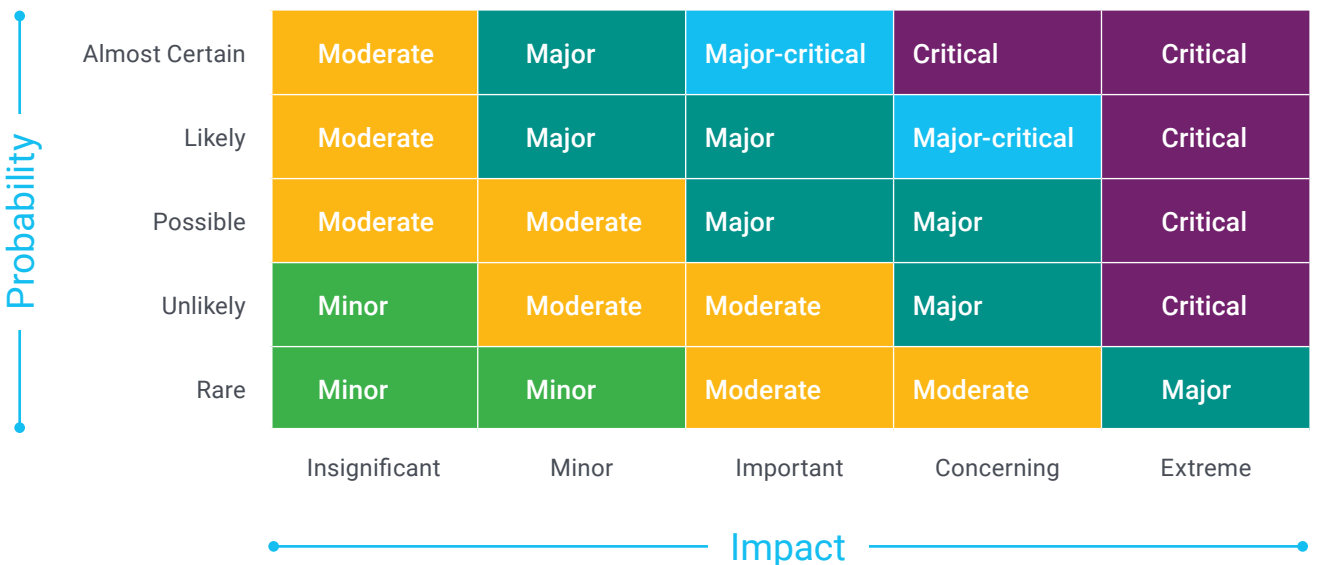 Probability
Almost Certain Moderate Major Major-critical Critical Critical
Likely Moderate Major Major Major-critical Critical
Possible Moderate Moderate Major Major Critical
Unlikely Minor Moderate Moderate Major Critical
Rare Minor Minor Moderate Moderate Major
Insignificant Minor Important Concerning Extreme
Impact